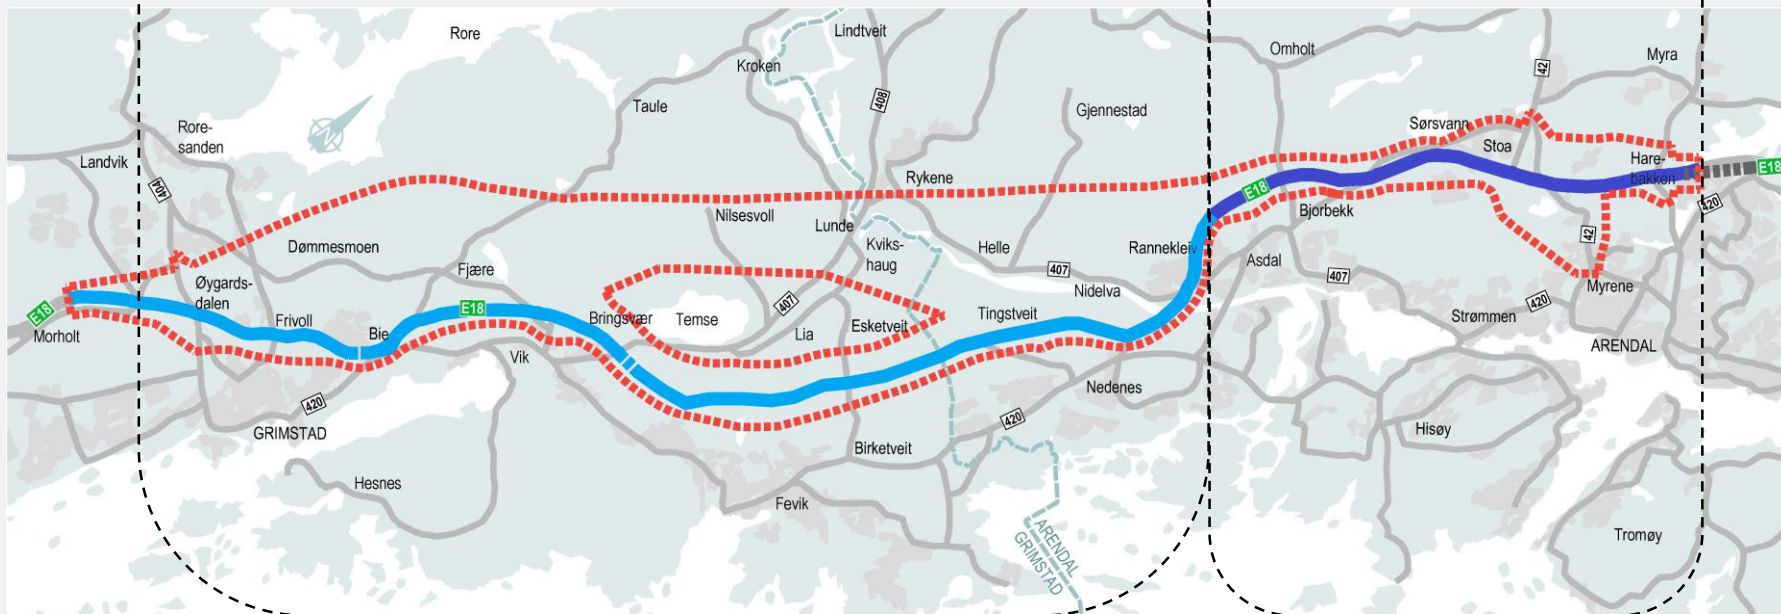 Rore
Lindtveit
Kroken
Omholt
42
Myra
Taule
408
Gjennestad
Rore-
sanden
Sørsvann
Stoa
Landvik
404
Rykene
Hare-
bakken
E18
E18
Nilsesvoll
Lunde
Bjorbekk
420
Dømmesmoen
Kviks-
haug
Helle
Rannekleiv
42
Fjære
407
Asdal
407
Øygards-
dalen
Nidelva
Myrene
E18
E18
407
420
Morholt
Frivoll
Bie
Bringsvær
Temse
Lia
Esketveit
Tingstveit
Strømmen
ARENDAL
Vik
Nedenes
420
420
GRIMSTAD
Hisøy
Birketveit
Hesnes
Fevik
ARENDAL
GRIMSTAD
Tromøy